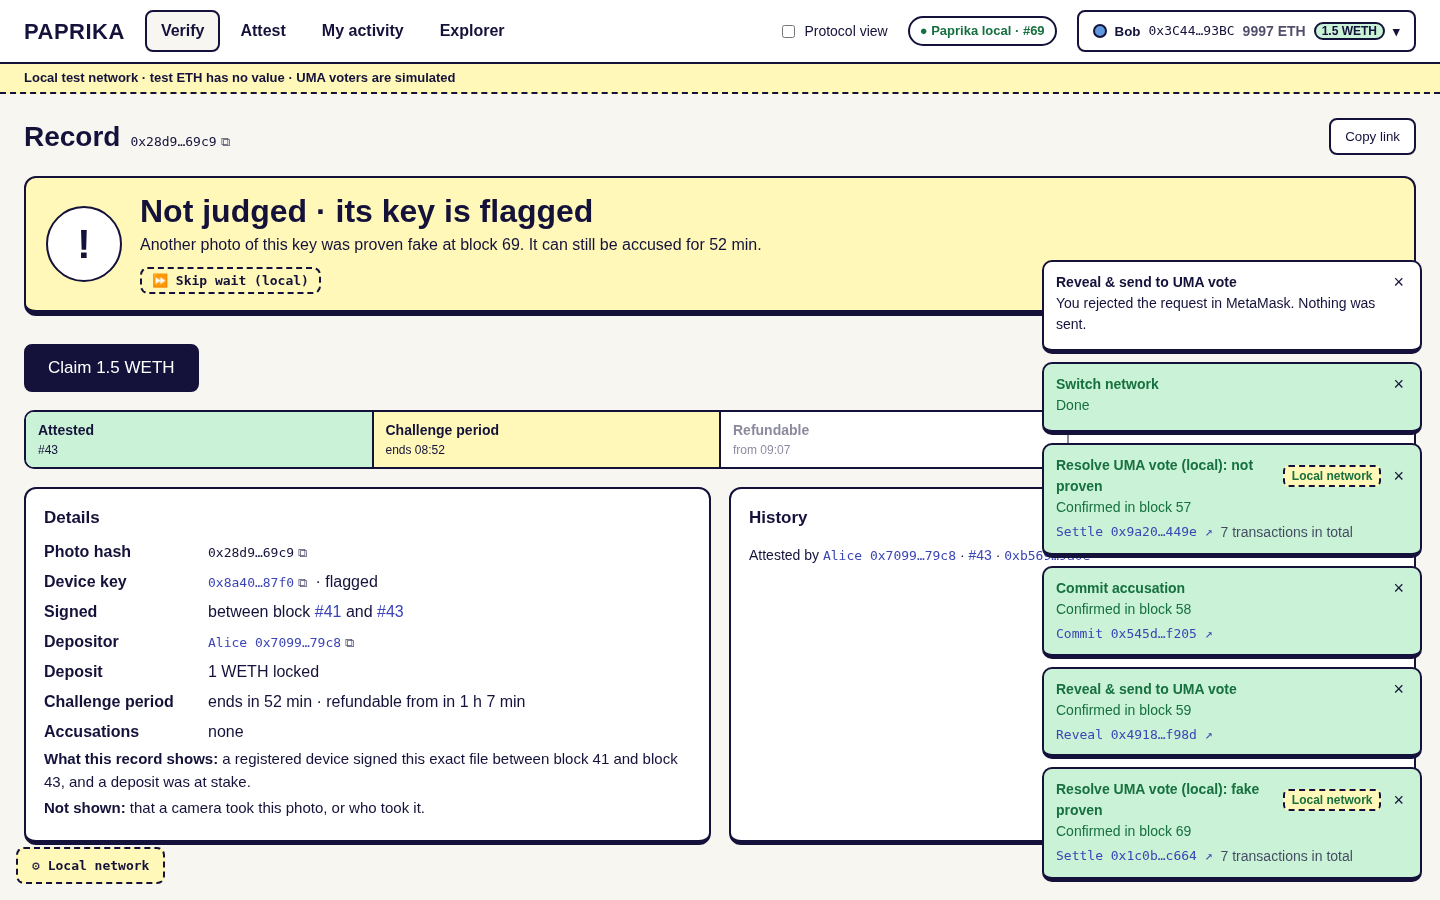 PAPRIKA
Verify
Attest
My activity
Explorer
Protocol view
● Paprika local · #69
Bob 0x3C44…93BC 9997 ETH 1.5 WETH ▾
Local test network · test ETH has no value · UMA voters are simulated
Record 0x28d9…69c9 ⧉
Copy link
!
Not judged · its key is flagged
Another photo of this key was proven fake at block 69. It can still be accused for 52 min.
⏩ Skip wait (local)
Claim 1.5 WETH
Attested
#43
Challenge period
ends 08:52
Refundable
from 09:07
Details
Photo hash 0x28d9…69c9 ⧉
Device key 0x8a40…87f0 ⧉ · flagged
Signed between block #41 and #43
Depositor Alice 0x7099…79c8 ⧉
Deposit 1 WETH locked
Challenge period ends in 52 min · refundable from in 1 h 7 min
Accusations none
What this record shows: a registered device signed this exact file between block 41 and block
43, and a deposit was at stake.
Not shown: that a camera took this photo, or who took it.
History
Attested by Alice 0x7099…79c8 · #43 ·
Reveal & send to UMA vote ×
You rejected the request in MetaMask. Nothing was
sent.
Switch network ×
Done
Resolve UMA vote (local): not
proven
Local network ×
Confirmed in block 57
Settle 0x9a20…449e ↗ 7 transactions in total
Commit accusation ×
Confirmed in block 58
Commit 0x545d…f205 ↗
Reveal & send to UMA vote ×
Confirmed in block 59
Reveal 0x4918…f98d ↗
Resolve UMA vote (local): fake
proven
Local network ×
Confirmed in block 69
Settle 0x1c0b…c664 ↗ 7 transactions in total
⚙ Local network